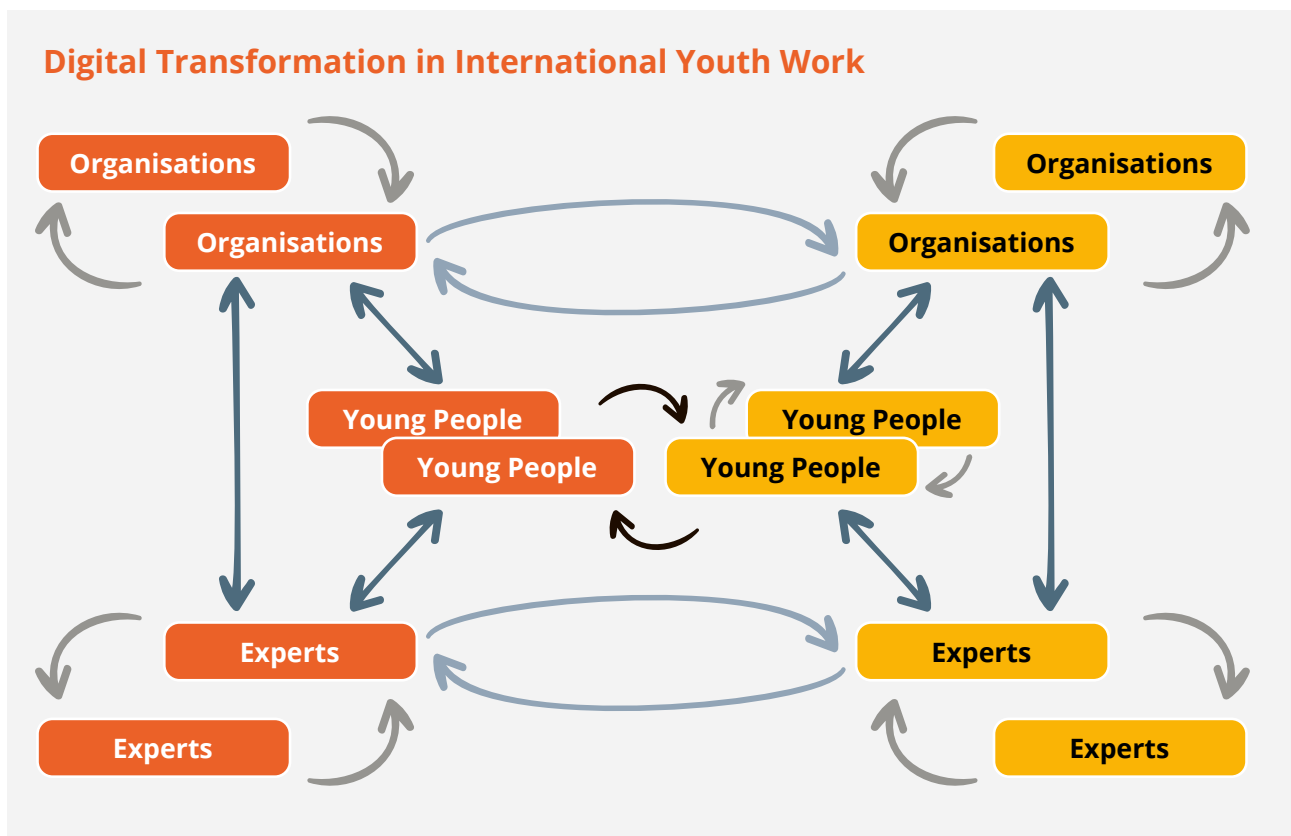 Digital Transformation in International Youth Work
Organisations
Organisations
Organisations
Organisations
Young People
Young People
Young People
Young People
Experts
Experts
Experts
Experts